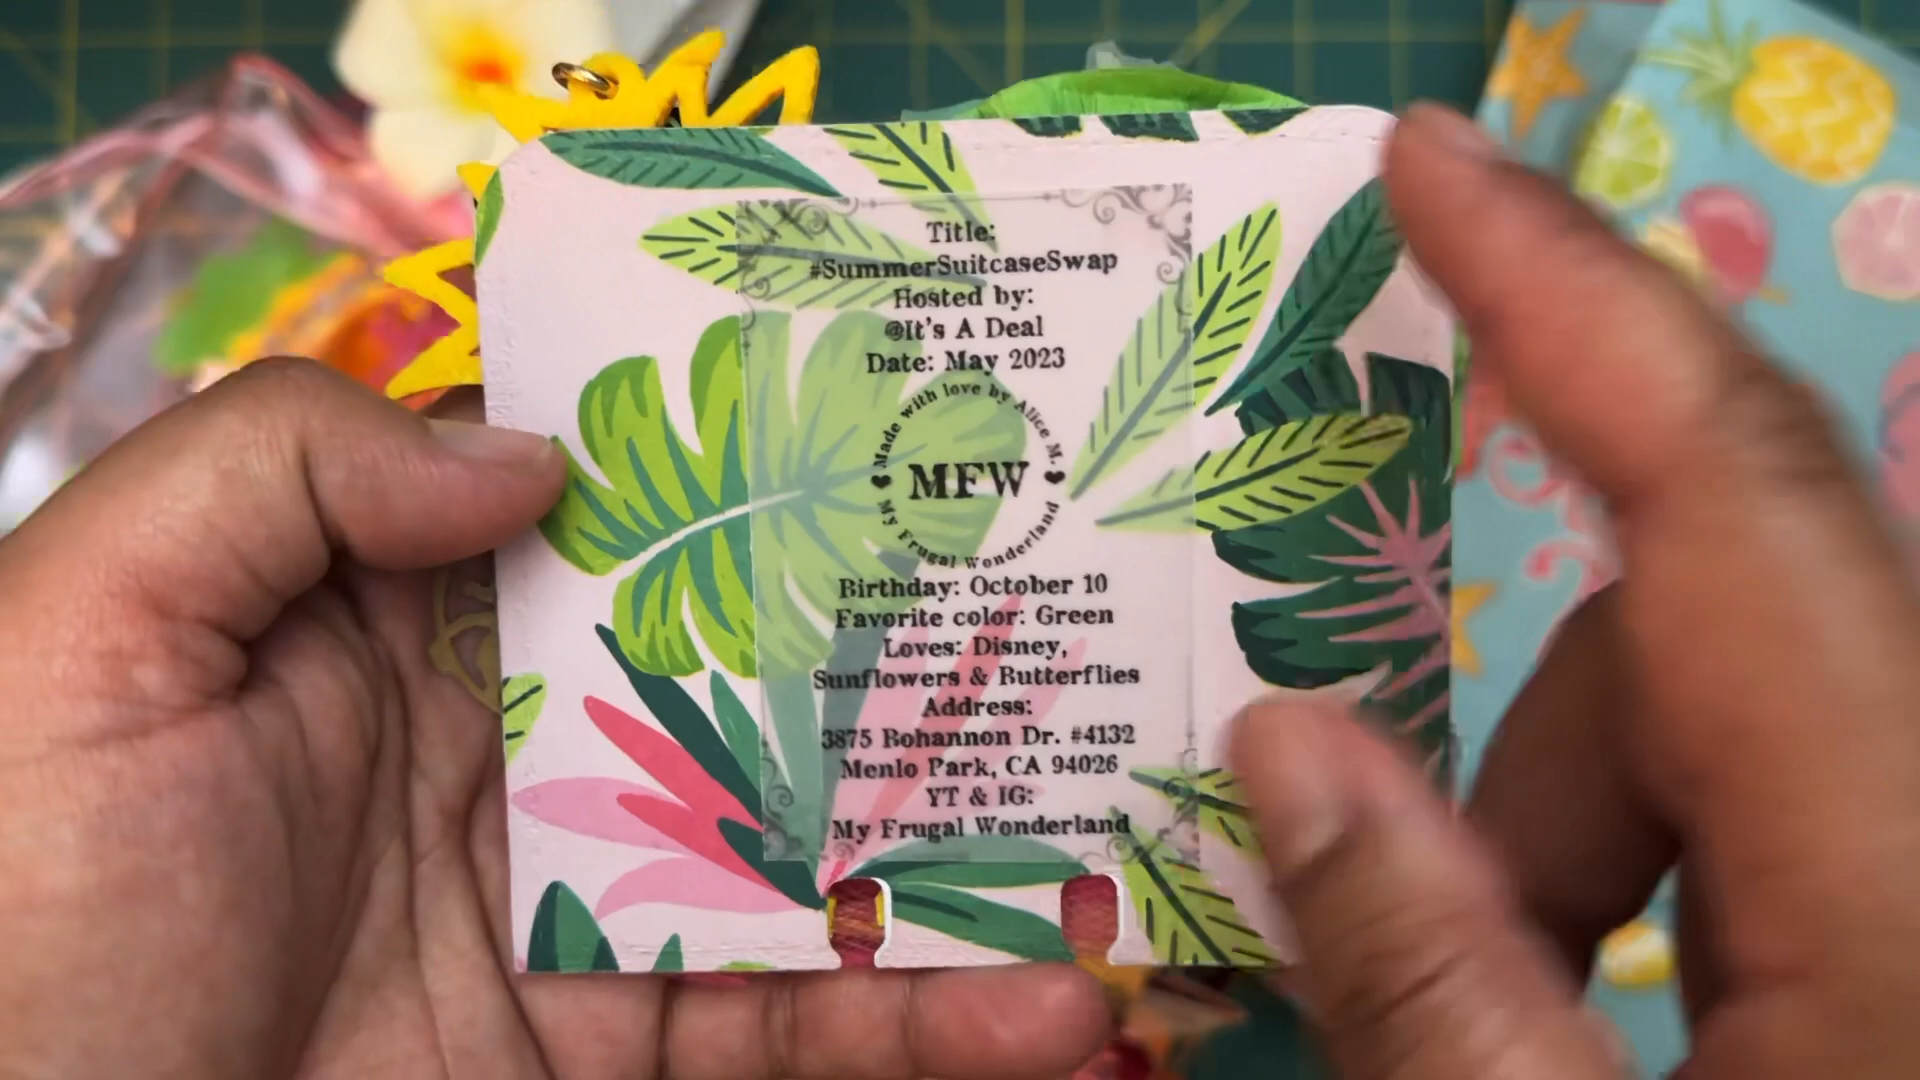 Title:
#SummerSuitcaseSwap
Hosted by:
@It's A Deal
Date: May 2023
Made with love by Alice M.
MFW
My Frugal Wonderland
Birthday: October 10
Favorite color: Green
Loves: Disney,
Sunflowers & Butterflies
Address:
3875 Bohannon Dr. #4132
Menlo Park, CA 94026
YT & IG:
My Frugal Wonderland